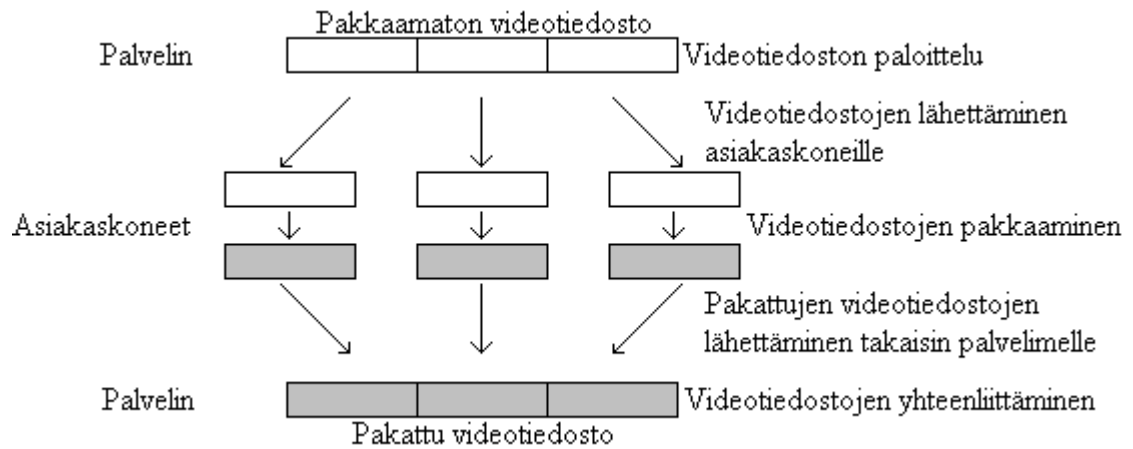 Pakkaamaton videotiedosto
Palvelin
Videotiedoston paloittelu
Videotiedostojen lähettäminen
asiakaskoneille
Asiakaskoneet
Videotiedostojen pakkaaminen
Pakattujen videotiedostojen
lähettäminen takaisin palvelimelle
Palvelin
Videotiedostojen yhteenliittäminen
Pakattu videotiedosto